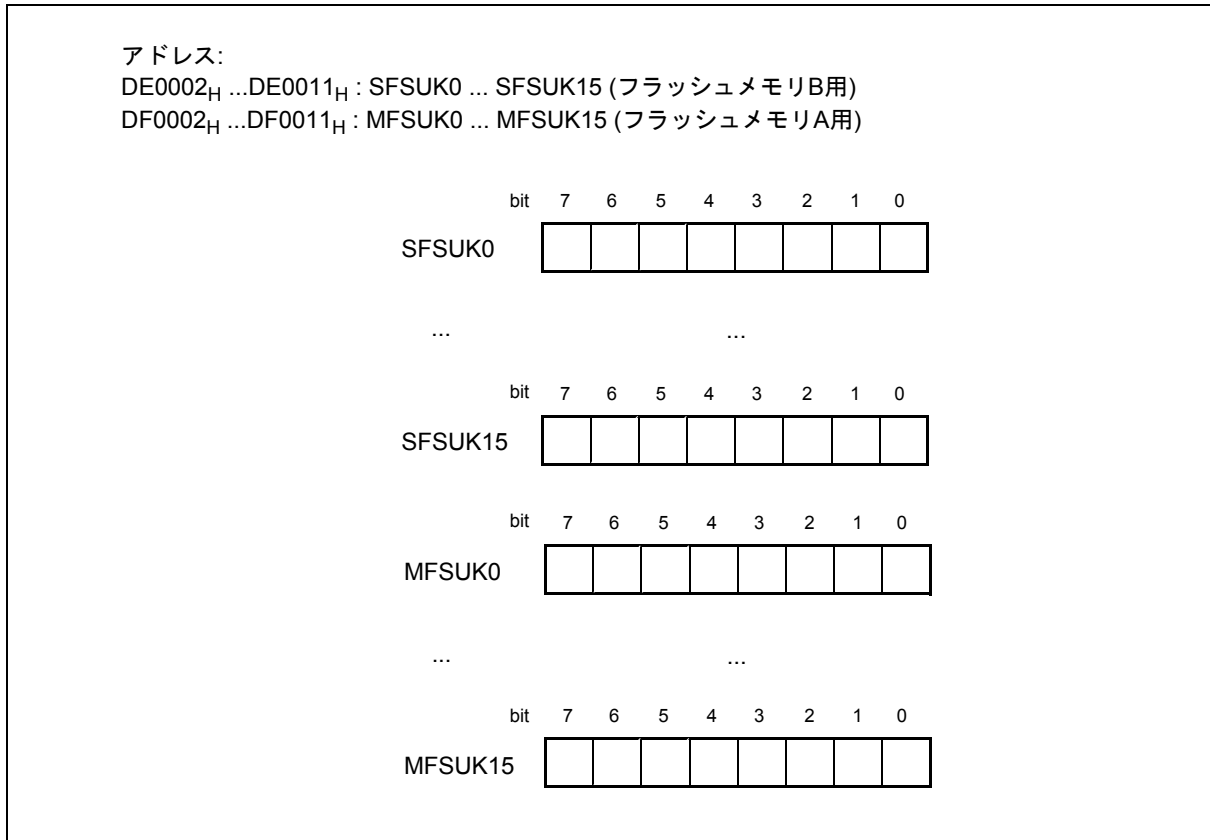 アドレス:
DE0002H ...DE0011H : SFSUK0 ... SFSUK15 (フラッシュメモリB用)
DF0002H ...DF0011H : MFSUK0 ... MFSUK15 (フラッシュメモリA用)
bit 7 6 5 4 3 2 1 0
SFSUK0
... ...
bit 7 6 5 4 3 2 1 0
SFSUK15
bit 7 6 5 4 3 2 1 0
MFSUK0
... ...
bit 7 6 5 4 3 2 1 0
MFSUK15